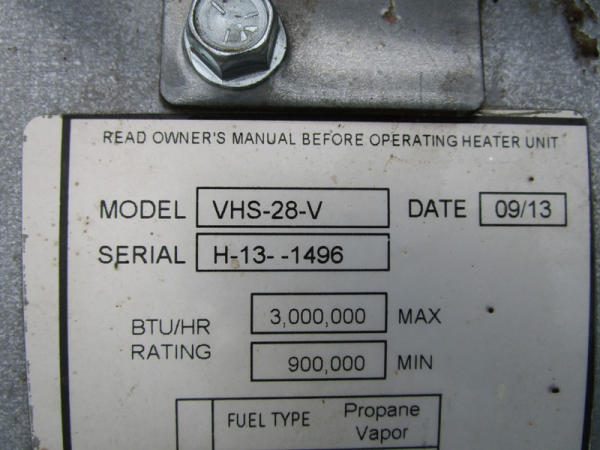 READ OWNER'S MANUAL BEFORE OPERATING HEATER UNIT
MODEL VHS-28-V DATE 09/13
SERIAL H-13- -1496
BTU/HR RATING
3,000,000 MAX
900,000 MIN
FUEL TYPE Propane Vapor